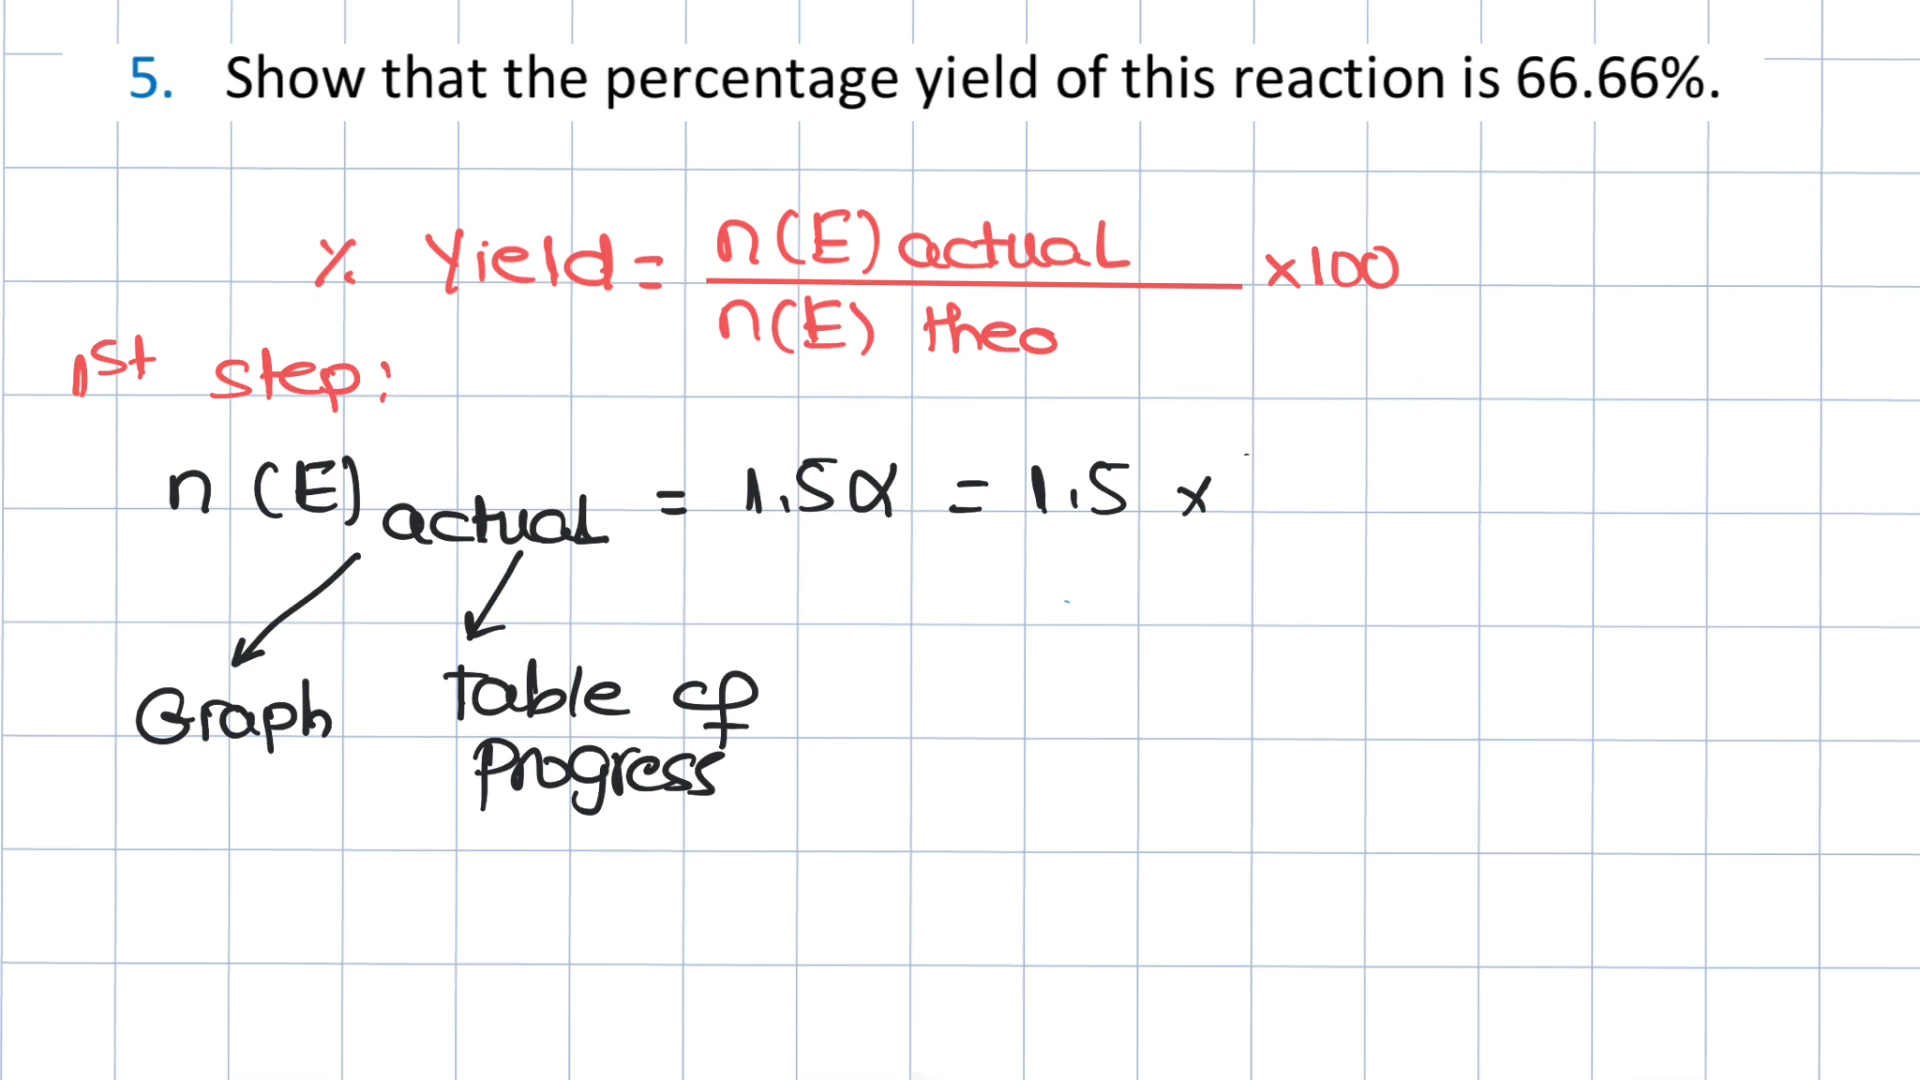 5. Show that the percentage yield of this reaction is 66.66%.
% Yield = n(E) actual / n(E) theo ×100
1st step:
n (E) actual = 1.5α = 1.5 ×
Graph
table of
progress